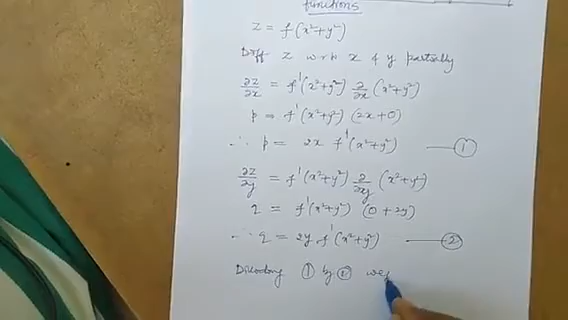 functions
z = f(x²+y²)
Diff z w.r.t. x & y partially
∂z/∂x = f'(x²+y²) ∂/∂x (x²+y²)
p = f'(x²+y²) (2x+0)
∴ p = 2x f'(x²+y²) —— ①
∂z/∂y = f'(x²+y²) ∂/∂y (x²+y²)
q = f'(x²+y²) (0+2y)
∴ q = 2y f'(x²+y²) —— ②
① by ② we